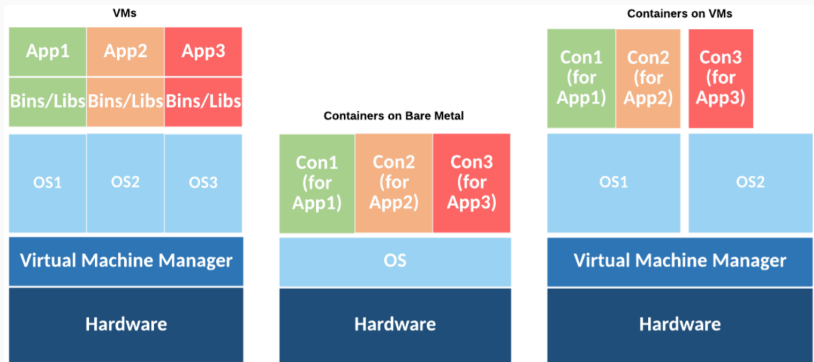 VMs
App1 App2 App3
Bins/Libs Bins/Libs Bins/Libs
OS1 OS2 OS3
Virtual Machine Manager
Hardware
Containers on Bare Metal
Con1
(for
App1)
Con2
(for
App2)
Con3
(for
App3)
OS
Hardware
Containers on VMs
Con1
(for
App1)
Con2
(for
App2)
Con3
(for
App3)
OS1 OS2
Virtual Machine Manager
Hardware